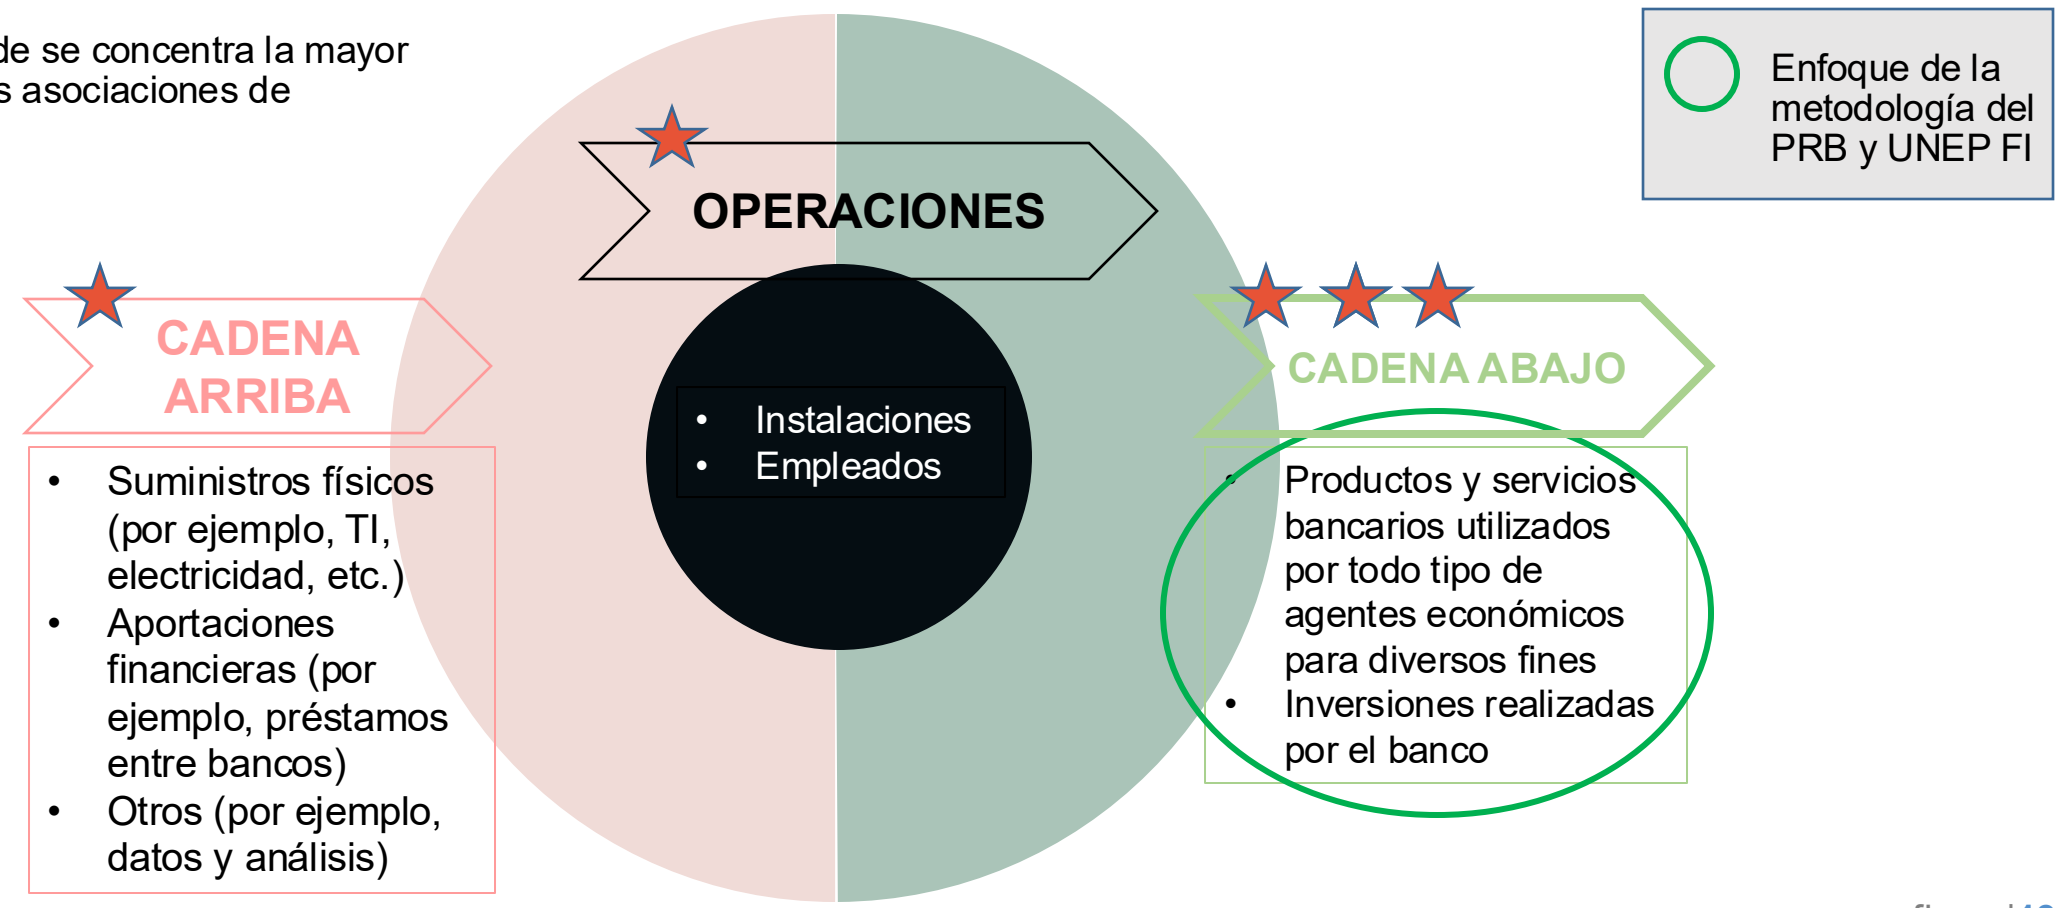 de se concentra la mayor
s asociaciones de
Enfoque de la
metodología del
PRB y UNEP FI
OPERACIONES
• Instalaciones
• Empleados
CADENA
ARRIBA
• Suministros físicos
(por ejemplo, TI,
electricidad, etc.)
• Aportaciones
financieras (por
ejemplo, préstamos
entre bancos)
• Otros (por ejemplo,
datos y análisis)
CADENA ABAJO
• Productos y servicios
bancarios utilizados
por todo tipo de
agentes económicos
para diversos fines
• Inversiones realizadas
por el banco